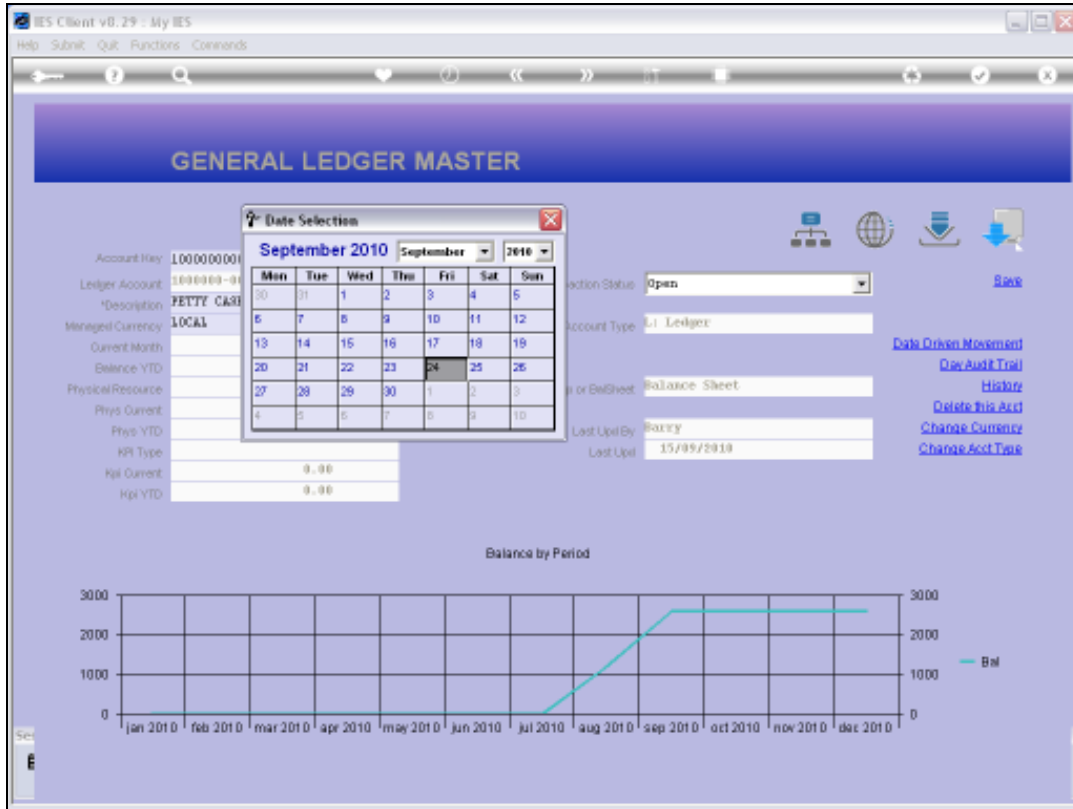 IES Client v8.29 : My IES
Help Submit Quit Functions Commands
GENERAL LEDGER MASTER
Date Selection
September 2010 September 2010
Mon Tue Wed Thu Fri Sat Sun
30 31 1 2 3 4 5
6 7 8 9 10 11 12
13 14 15 16 17 18 19
20 21 22 23 24 25 26
27 28 29 30 1 2 3
4 5 6 7 8 9 10
Account Key
Ledger Account
*Description PETTY
Managed Currency LOCAL
Current Month
Balance YTD
Physical Resource
Phys Current
Phys YTD
KPI Type
Kpi Current 0.00
Kpi YTD 0.00
Status Open
Account Type L: Ledger
or BalSheet Balance Sheet
Last Upd By Barry
Last Upd 15/09/2010
Save
Date Driven Movement
Day Audit Trail
History
Delete this Acct
Change Currency
Change Acct Type
Balance by Period
3000 3000
2000 2000
1000 1000
0 0
Bal
jan 2010 feb 2010 mar 2010 apr 2010 may 2010 jun 2010 jul 2010 aug 2010 sep 2010 oct 2010 nov 2010 dec 2010